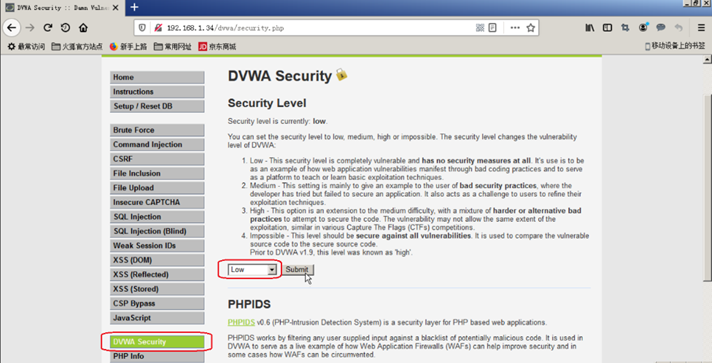 DVWA Security :: Damn Vulner
192.168.1.34/dvwa/security.php
最常访问 火狐官方站点 新手上路 常用网址 京东商城 移动设备上的书签
Home
Instructions
Setup / Reset DB
Brute Force
Command Injection
CSRF
File Inclusion
File Upload
Insecure CAPTCHA
SQL Injection
SQL Injection (Blind)
Weak Session IDs
XSS (DOM)
XSS (Reflected)
XSS (Stored)
CSP Bypass
JavaScript
DVWA Security
PHP Info
DVWA Security
Security Level
Security level is currently: low.
You can set the security level to low, medium, high or impossible. The security level changes the vulnerability
level of DVWA:
1. Low - This security level is completely vulnerable and has no security measures at all. It's use is to be
as an example of how web application vulnerabilities manifest through bad coding practices and to serve
as a platform to teach or learn basic exploitation techniques.
2. Medium - This setting is mainly to give an example to the user of bad security practices, where the
developer has tried but failed to secure an application. It also acts as a challenge to users to refine their
exploitation techniques.
3. High - This option is an extension to the medium difficulty, with a mixture of harder or alternative bad
practices to attempt to secure the code. The vulnerability may not allow the same extent of the
exploitation, similar in various Capture The Flags (CTFs) competitions.
4. Impossible - This level should be secure against all vulnerabilities. It is used to compare the vulnerable
source code to the secure source code.
Prior to DVWA v1.9, this level was known as 'high'.
Low Submit
PHPIDS
PHPIDS v0.6 (PHP-Intrusion Detection System) is a security layer for PHP based web applications.
PHPIDS works by filtering any user supplied input against a blacklist of potentially malicious code. It is used in
DVWA to serve as a live example of how Web Application Firewalls (WAFs) can help improve security and in
some cases how WAFs can be circumvented.